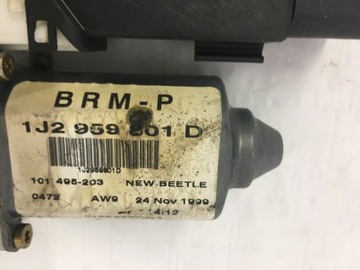 BRM-P
1J2 959 801 D
1J2959801D
101 495-203 NEW BEETLE
0472 AW9 24 Nov 1999